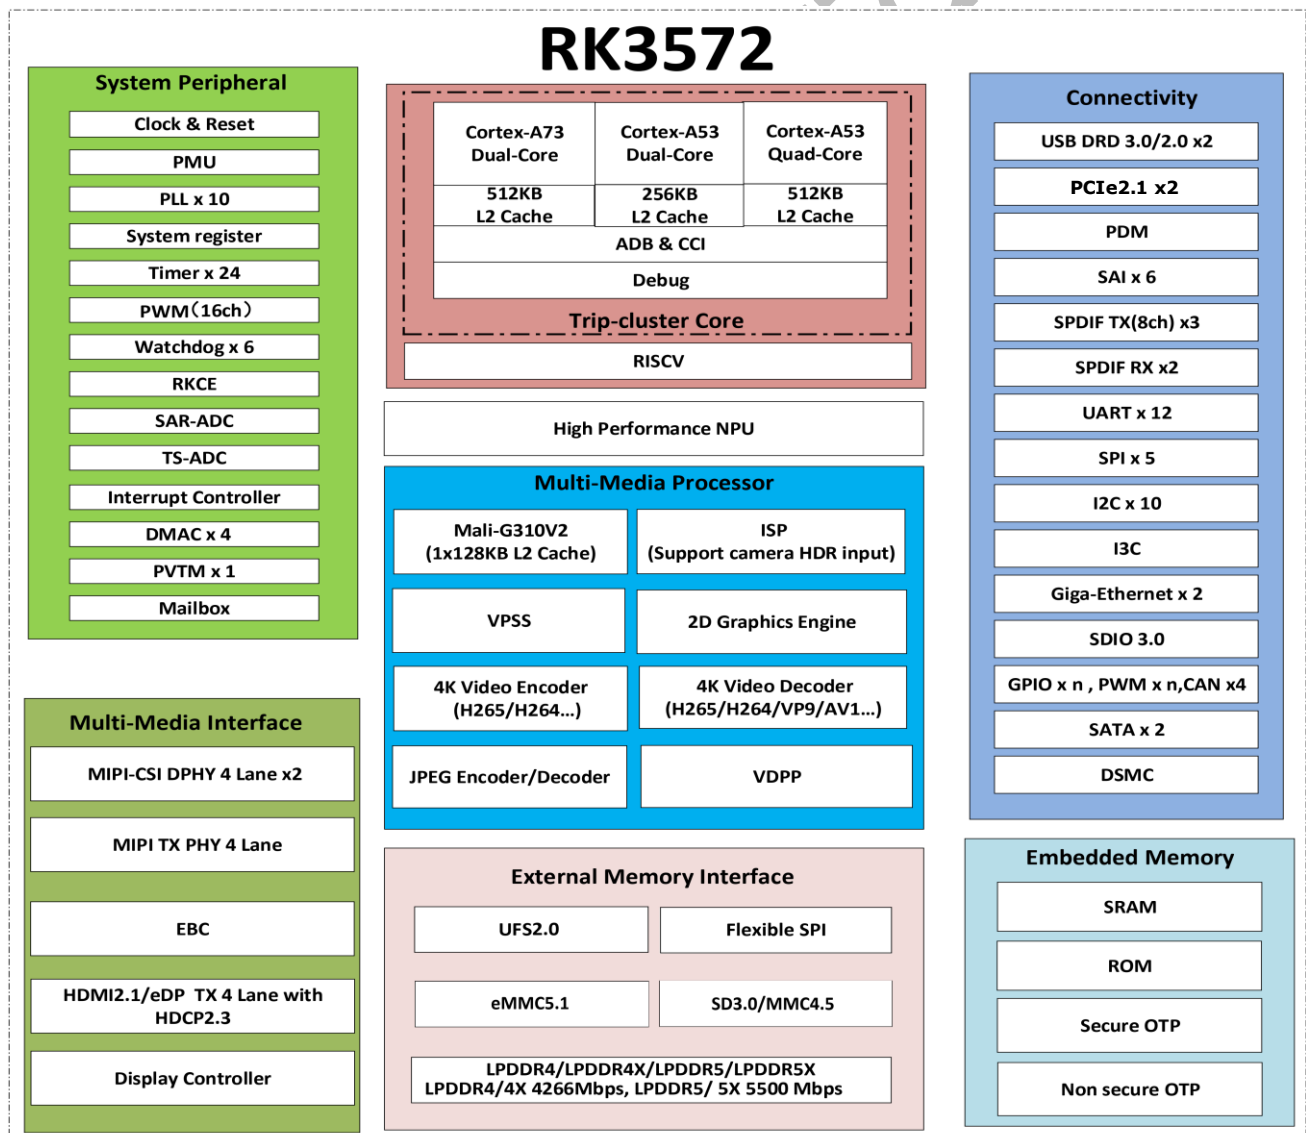 RK3572
System Peripheral
Clock & Reset
PMU
PLL x 10
System register
Timer x 24
PWM（16ch）
Watchdog x 6
RKCE
SAR-ADC
TS-ADC
Interrupt Controller
DMAC x 4
PVTM x 1
Mailbox
Multi-Media Interface
MIPI-CSI DPHY 4 Lane x2
MIPI TX PHY 4 Lane
EBC
HDMI2.1/eDP TX 4 Lane with
HDCP2.3
Display Controller
Cortex-A73
Dual-Core
Cortex-A53
Dual-Core
Cortex-A53
Quad-Core
512KB
L2 Cache
256KB
L2 Cache
512KB
L2 Cache
ADB & CCI
Debug
Trip-cluster Core
RISCV
High Performance NPU
Multi-Media Processor
Mali-G310V2
(1x128KB L2 Cache)
ISP
(Support camera HDR input)
VPSS
2D Graphics Engine
4K Video Encoder
(H265/H264...)
4K Video Decoder
(H265/H264/VP9/AV1...)
JPEG Encoder/Decoder
VDPP
External Memory Interface
UFS2.0
Flexible SPI
eMMC5.1
SD3.0/MMC4.5
LPDDR4/LPDDR4X/LPDDR5/LPDDR5X
LPDDR4/4X 4266Mbps, LPDDR5/ 5X 5500 Mbps
Connectivity
USB DRD 3.0/2.0 x2
PCIe2.1 x2
PDM
SAI x 6
SPDIF TX(8ch) x3
SPDIF RX x2
UART x 12
SPI x 5
I2C x 10
I3C
Giga-Ethernet x 2
SDIO 3.0
GPIO x n , PWM x n,CAN x4
SATA x 2
DSMC
Embedded Memory
SRAM
ROM
Secure OTP
Non secure OTP